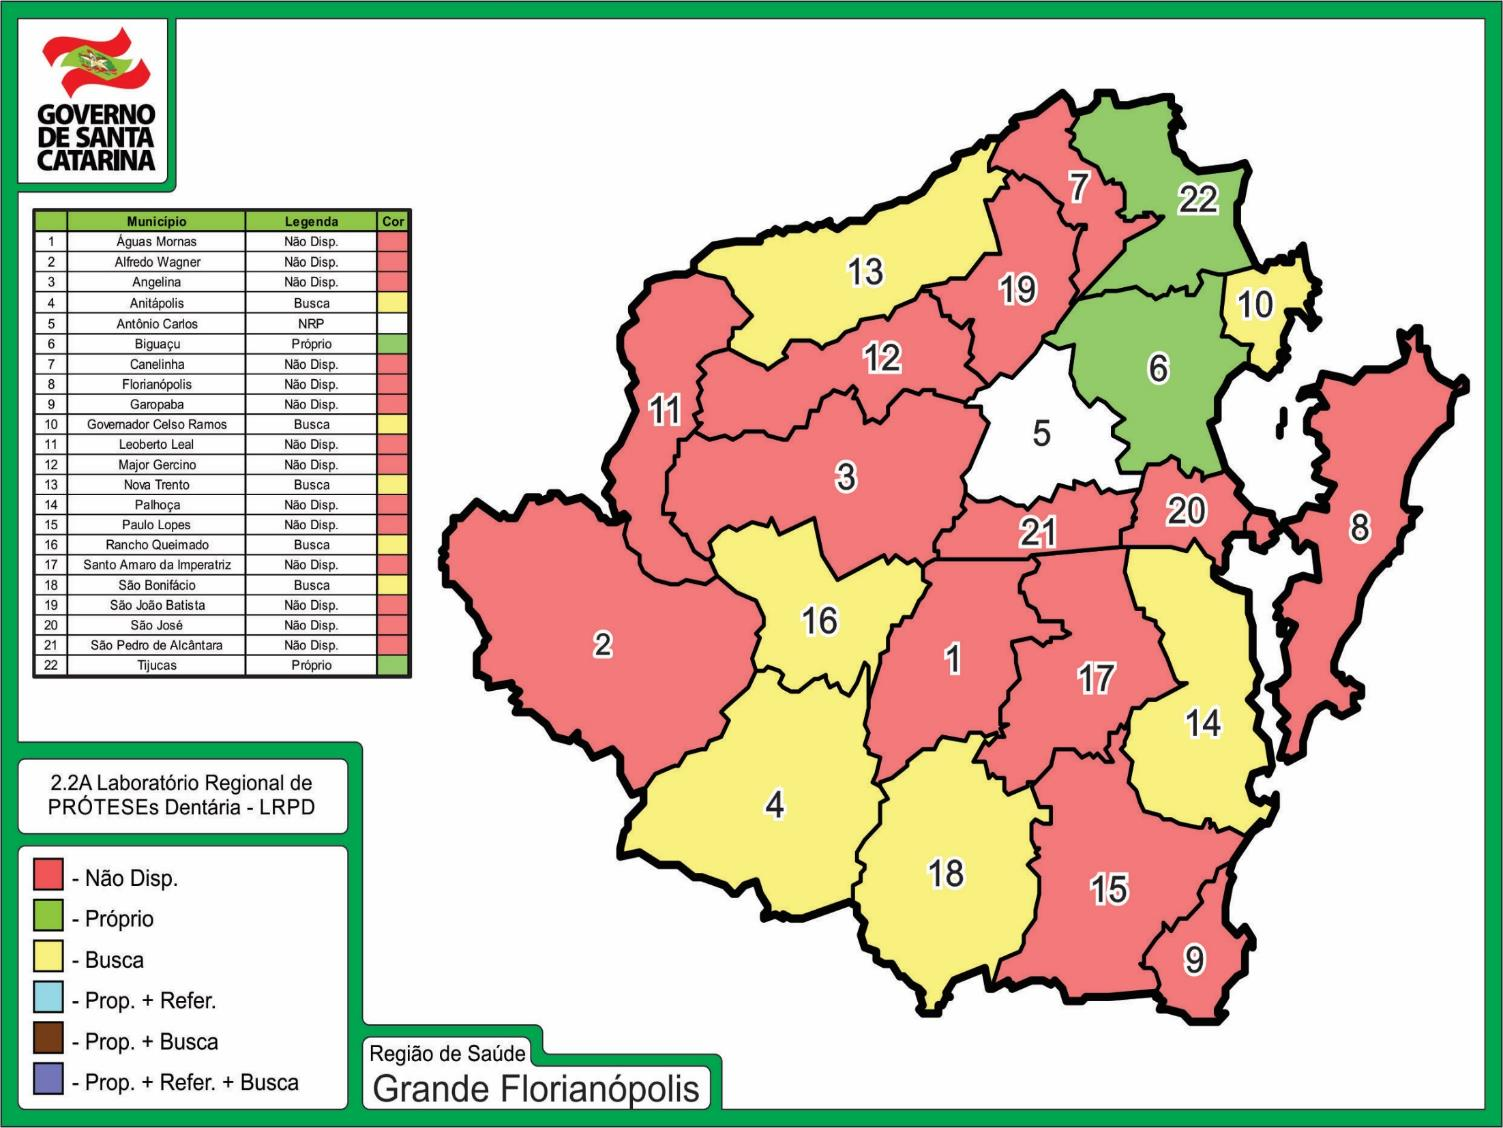 GOVERNO
DE SANTA
CATARINA
Município Legenda Cor
1 Águas Mornas Não Disp.
2 Alfredo Wagner Não Disp.
3 Angelina Não Disp.
4 Anitápolis Busca
5 Antônio Carlos NRP
6 Biguaçu Próprio
7 Canelinha Não Disp.
8 Florianópolis Não Disp.
9 Garopaba Não Disp.
10 Governador Celso Ramos Busca
11 Leoberto Leal Não Disp.
12 Major Gercino Não Disp.
13 Nova Trento Busca
14 Palhoça Não Disp.
15 Paulo Lopes Não Disp.
16 Rancho Queimado Busca
17 Santo Amaro da Imperatriz Não Disp.
18 São Bonifácio Busca
19 São João Batista Não Disp.
20 São José Não Disp.
21 São Pedro de Alcântara Não Disp.
22 Tijucas Próprio
7
22
13
19
10
12
6
11
5
3
20
21
8
16
2
1
17
14
4
18
15
9
2.2A Laboratório Regional de
PRÓTESEs Dentária - LRPD
- Não Disp.
- Próprio
- Busca
- Prop. + Refer.
- Prop. + Busca
- Prop. + Refer. + Busca
Região de Saúde
Grande Florianópolis